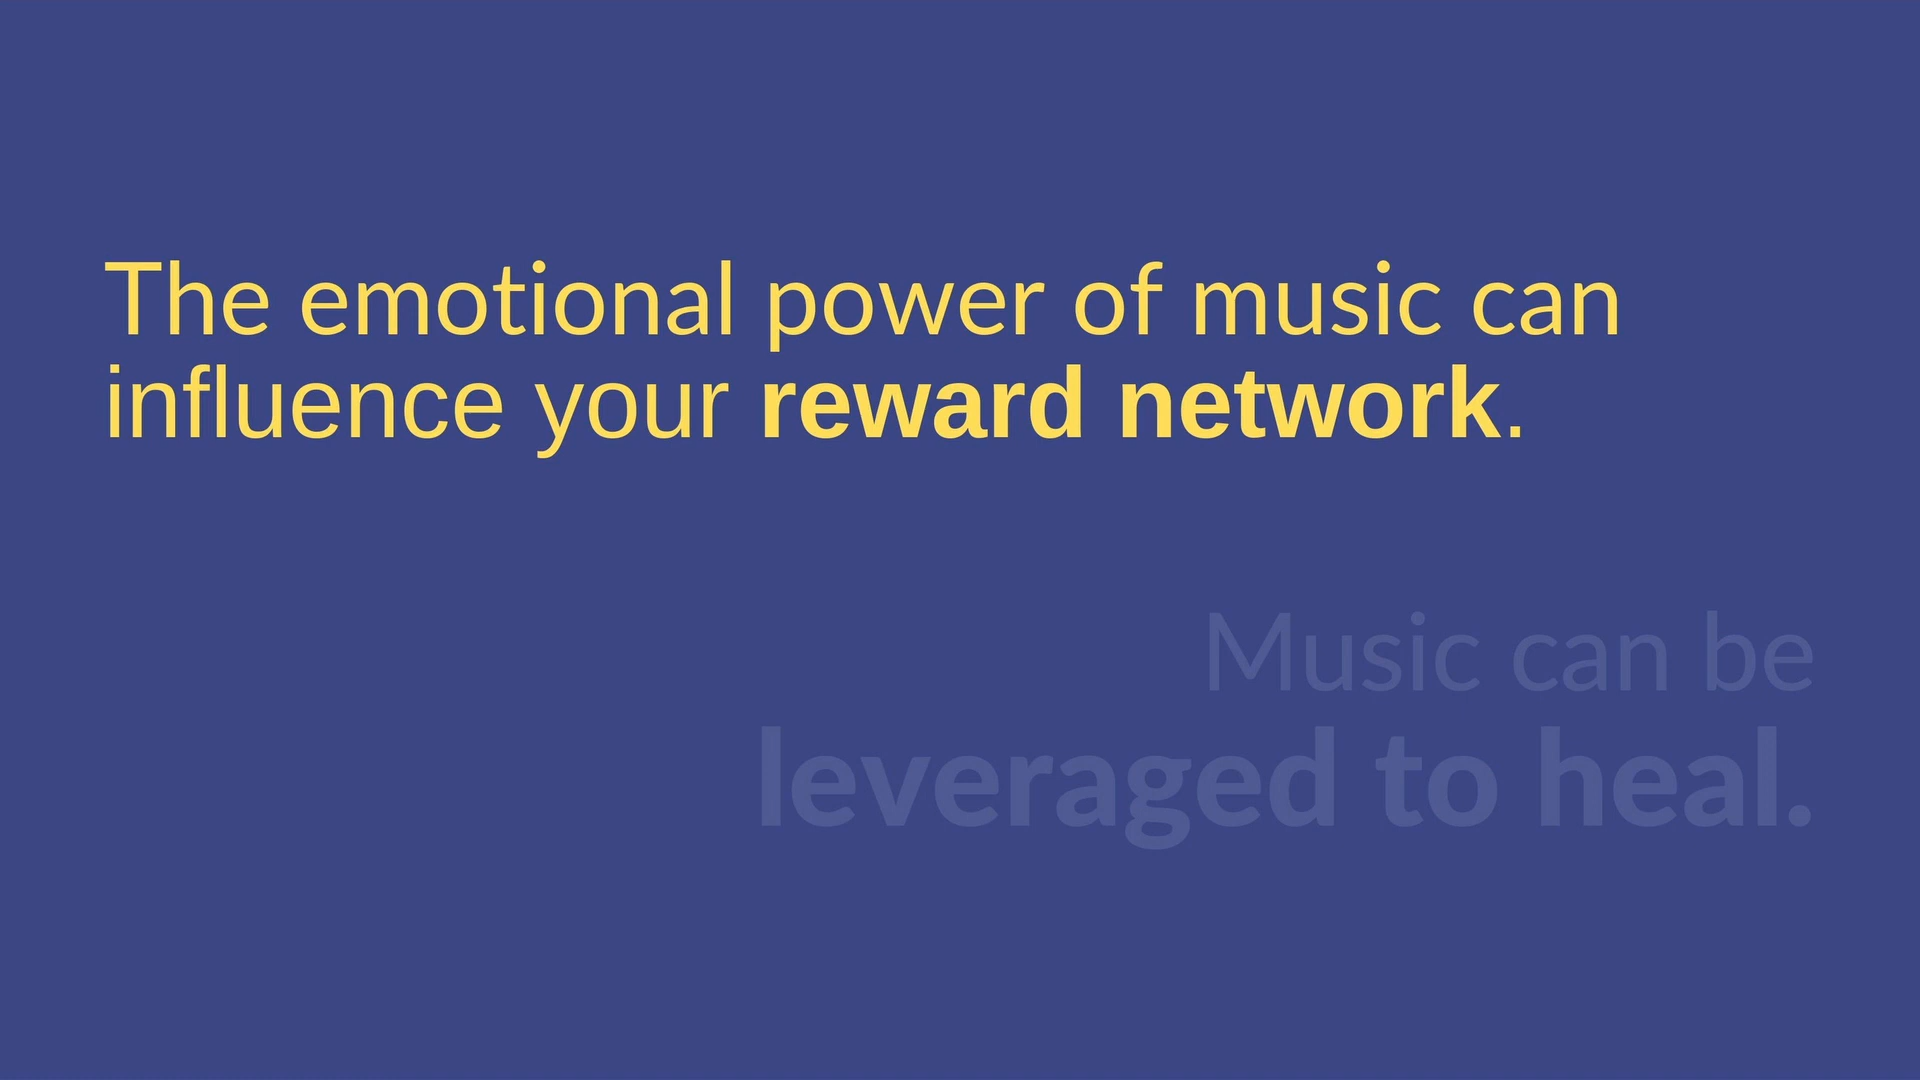 The emotional power of music can
influence your reward network.
Music can be
leveraged to heal.